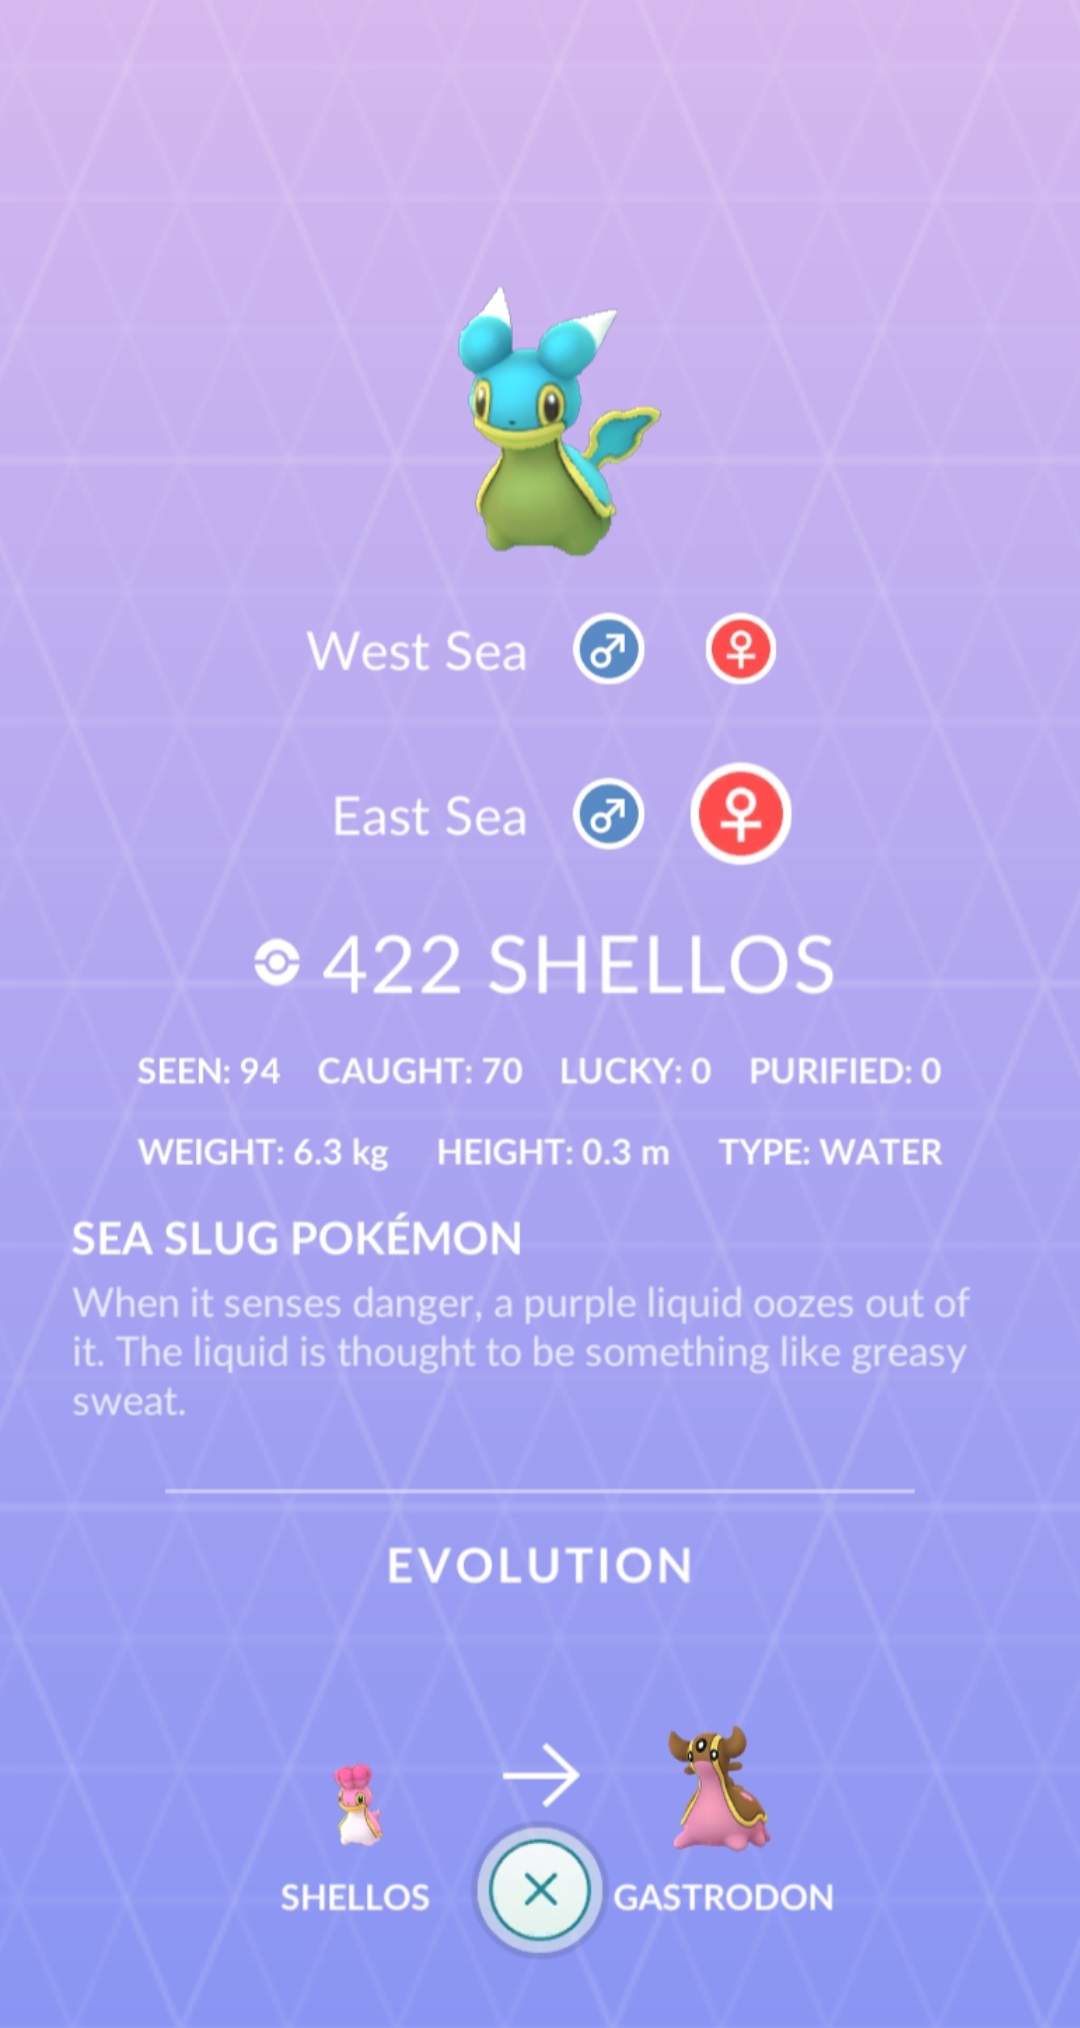 West Sea
East Sea
422 SHELLOS
SEEN: 94 CAUGHT: 70 LUCKY: 0 PURIFIED: 0
WEIGHT: 6.3 kg HEIGHT: 0.3 m TYPE: WATER
SEA SLUG POKÉMON
When it senses danger, a purple liquid oozes out of
it. The liquid is thought to be something like greasy
sweat.
EVOLUTION
SHELLOS GASTRODON